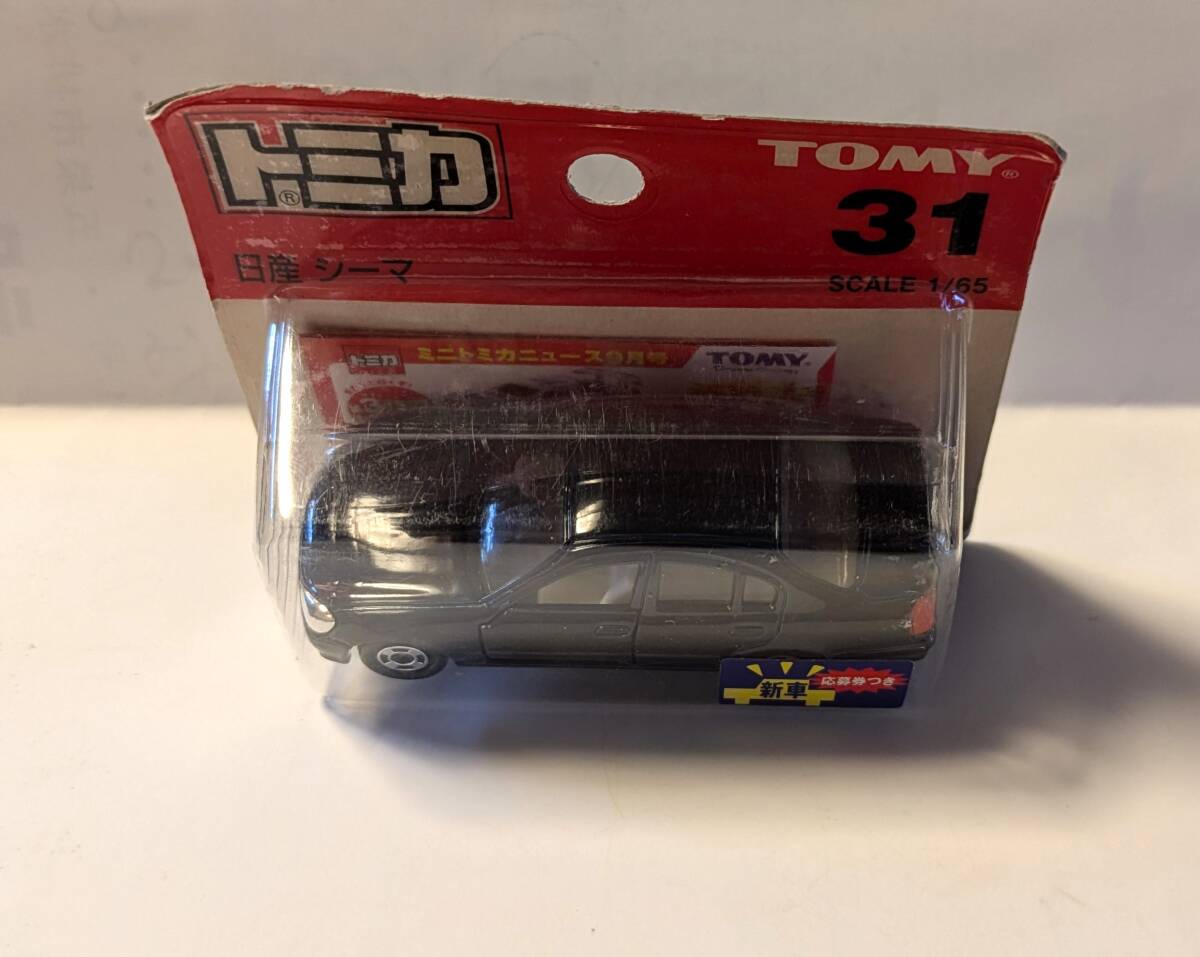 トミカ®
TOMY®
31
日産 シーマ
SCALE 1/65
トミカ
ミニトミカニュース9月号
TOMY
新車
応募券つき